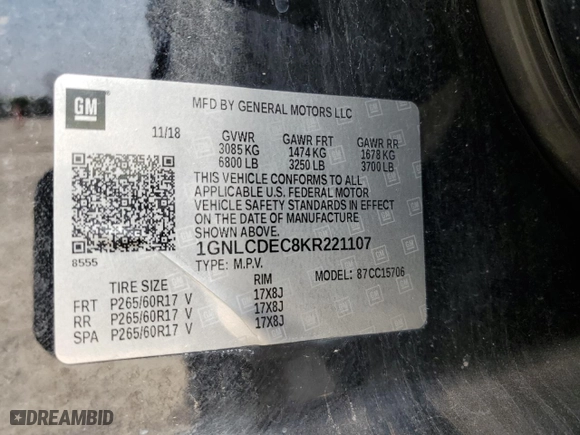 GM
MFD BY GENERAL MOTORS LLC
11/18 GVWR GAWR FRT GAWR RR
3085 KG 1474 KG 1678 KG
6800 LB 3250 LB 3700 LB
THIS VEHICLE CONFORMS TO ALL
APPLICABLE U.S. FEDERAL MOTOR
VEHICLE SAFETY STANDARDS IN
EFFECT ON THE DATE OF MANUFACTURE
SHOWN ABOVE.
1GNLCDEC8KR221107
8555
TYPE: M.P.V. MODEL: 87CC15706
TIRE SIZE RIM
FRT P265/60R17 V 17X8J
RR P265/60R17 V 17X8J
SPA P265/60R17 V 17X8J
DREAMBID